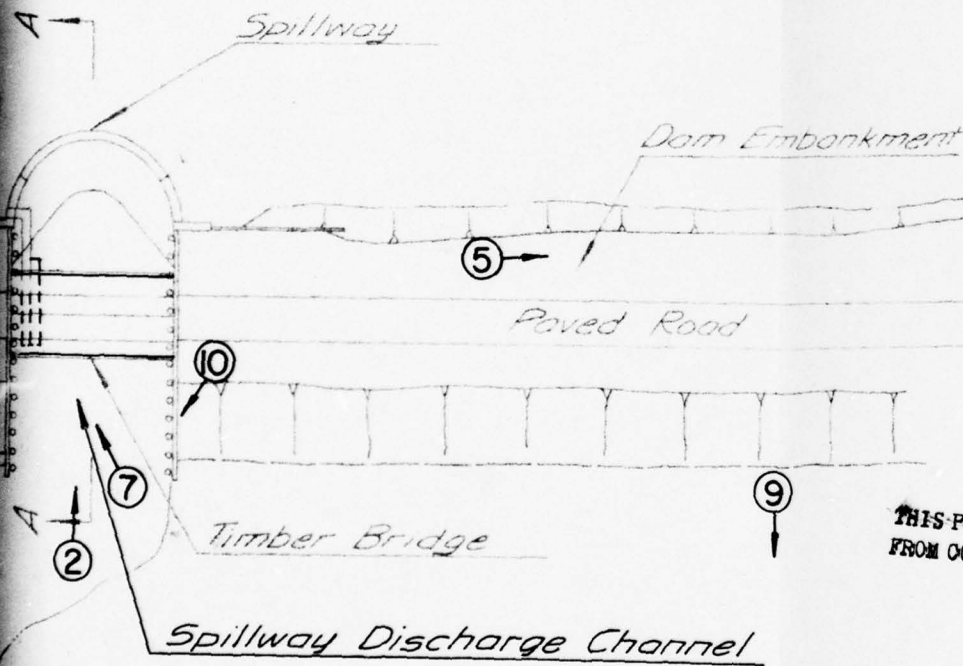 A
Spillway
Dam Embankment
5
Paved Road
10
7
9
A
2
Timber Bridge
THIS P
FROM CO
Spillway Discharge Channel